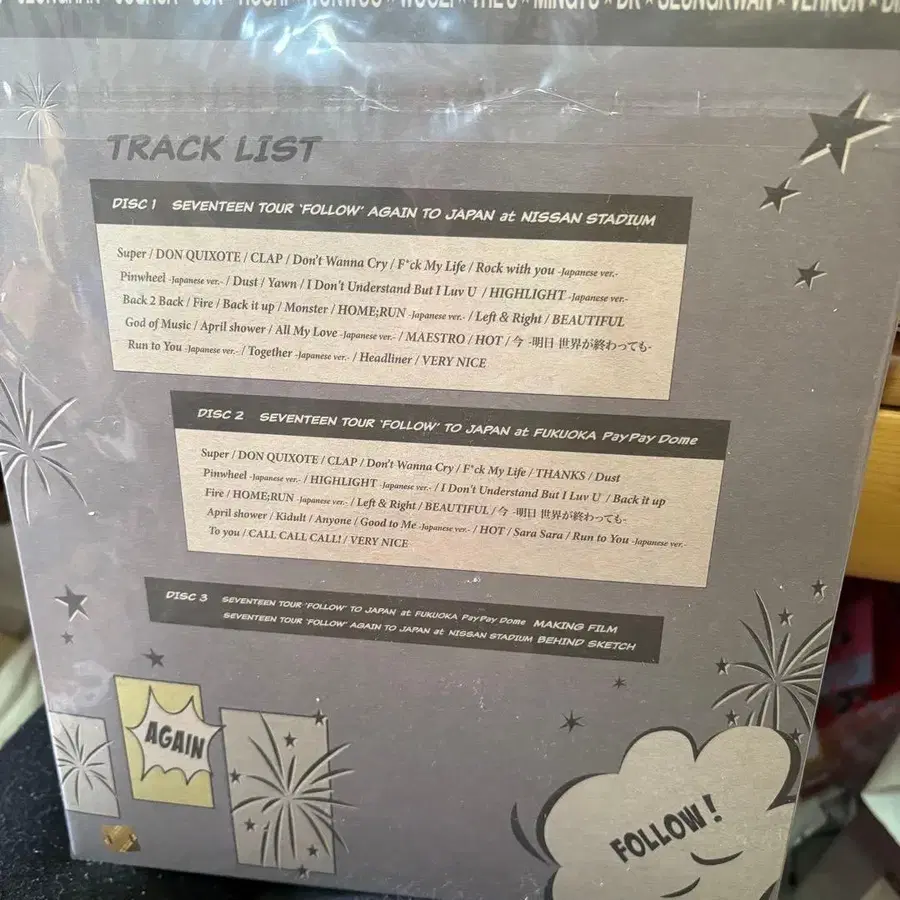 WONWOO * WOOZI * THE 8 * MINGYU * DK * SEUNGKWAN * VERNON *
TRACK LIST
DISC 1 SEVENTEEN TOUR 'FOLLOW' AGAIN TO JAPAN at NISSAN STADIUM
Super / DON QUIXOTE / CLAP / Don't Wanna Cry / F*ck My Life / Rock with you -Japanese ver.-
Pinwheel -Japanese ver.- / Dust / Yawn / I Don't Understand But I Luv U / HIGHLIGHT -Japanese ver.-
Back 2 Back / Fire / Back it up / Monster / HOME;RUN -Japanese ver.- / Left & Right / BEAUTIFUL
God of Music / April shower / All My Love -Japanese ver.- / MAESTRO / HOT / 今 -明日 世界が終わっても-
Run to You -Japanese ver.- / Together -Japanese ver.- / Headliner / VERY NICE
DISC 2 SEVENTEEN TOUR 'FOLLOW' TO JAPAN at FUKUOKA PayPay Dome
Super / DON QUIXOTE / CLAP / Don't Wanna Cry / F*ck My Life / THANKS / Dust
Pinwheel -Japanese ver.- / HIGHLIGHT -Japanese ver.- / I Don't Understand But I Luv U / Back it up
Fire / HOME;RUN -Japanese ver.- / Left & Right / BEAUTIFUL / 今 -明日 世界が終わっても-
April shower / Kidult / Anyone / Good to Me -Japanese ver.- / HOT / Sara Sara / Run to You -Japanese ver.-
To you / CALL CALL CALL! / VERY NICE
DISC 3 SEVENTEEN TOUR 'FOLLOW' TO JAPAN at FUKUOKA PayPay Dome MAKING FILM
SEVENTEEN TOUR 'FOLLOW' AGAIN TO JAPAN at NISSAN STADIUM BEHIND SKETCH
AGAIN
FOLLOW!